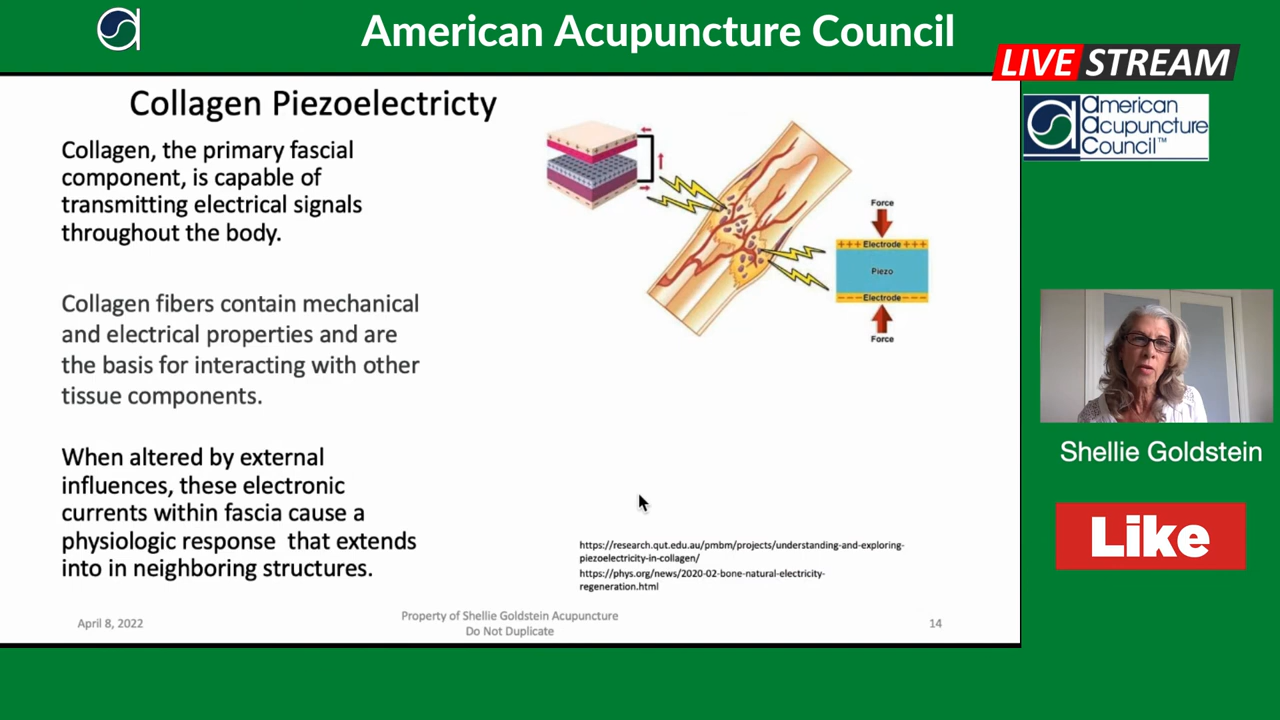 American Acupuncture Council
LIVE STREAM
american
acupuncture
Council™
Collagen Piezoelectricty
Collagen, the primary fascial
component, is capable of
transmitting electrical signals
throughout the body.
Collagen fibers contain mechanical
and electrical properties and are
the basis for interacting with other
tissue components.
When altered by external
influences, these electronic
currents within fascia cause a
physiologic response that extends
into in neighboring structures.
Force
+++ Electrode +++
Piezo
--- Electrode ---
Force
https://research.qut.edu.au/pmbm/projects/understanding-and-exploring-
piezoelectricity-in-collagen/
https://phys.org/news/2020-02-bone-natural-electricity-
regeneration.html
April 8, 2022
Property of Shellie Goldstein Acupuncture
Do Not Duplicate
14
Shellie Goldstein
Like